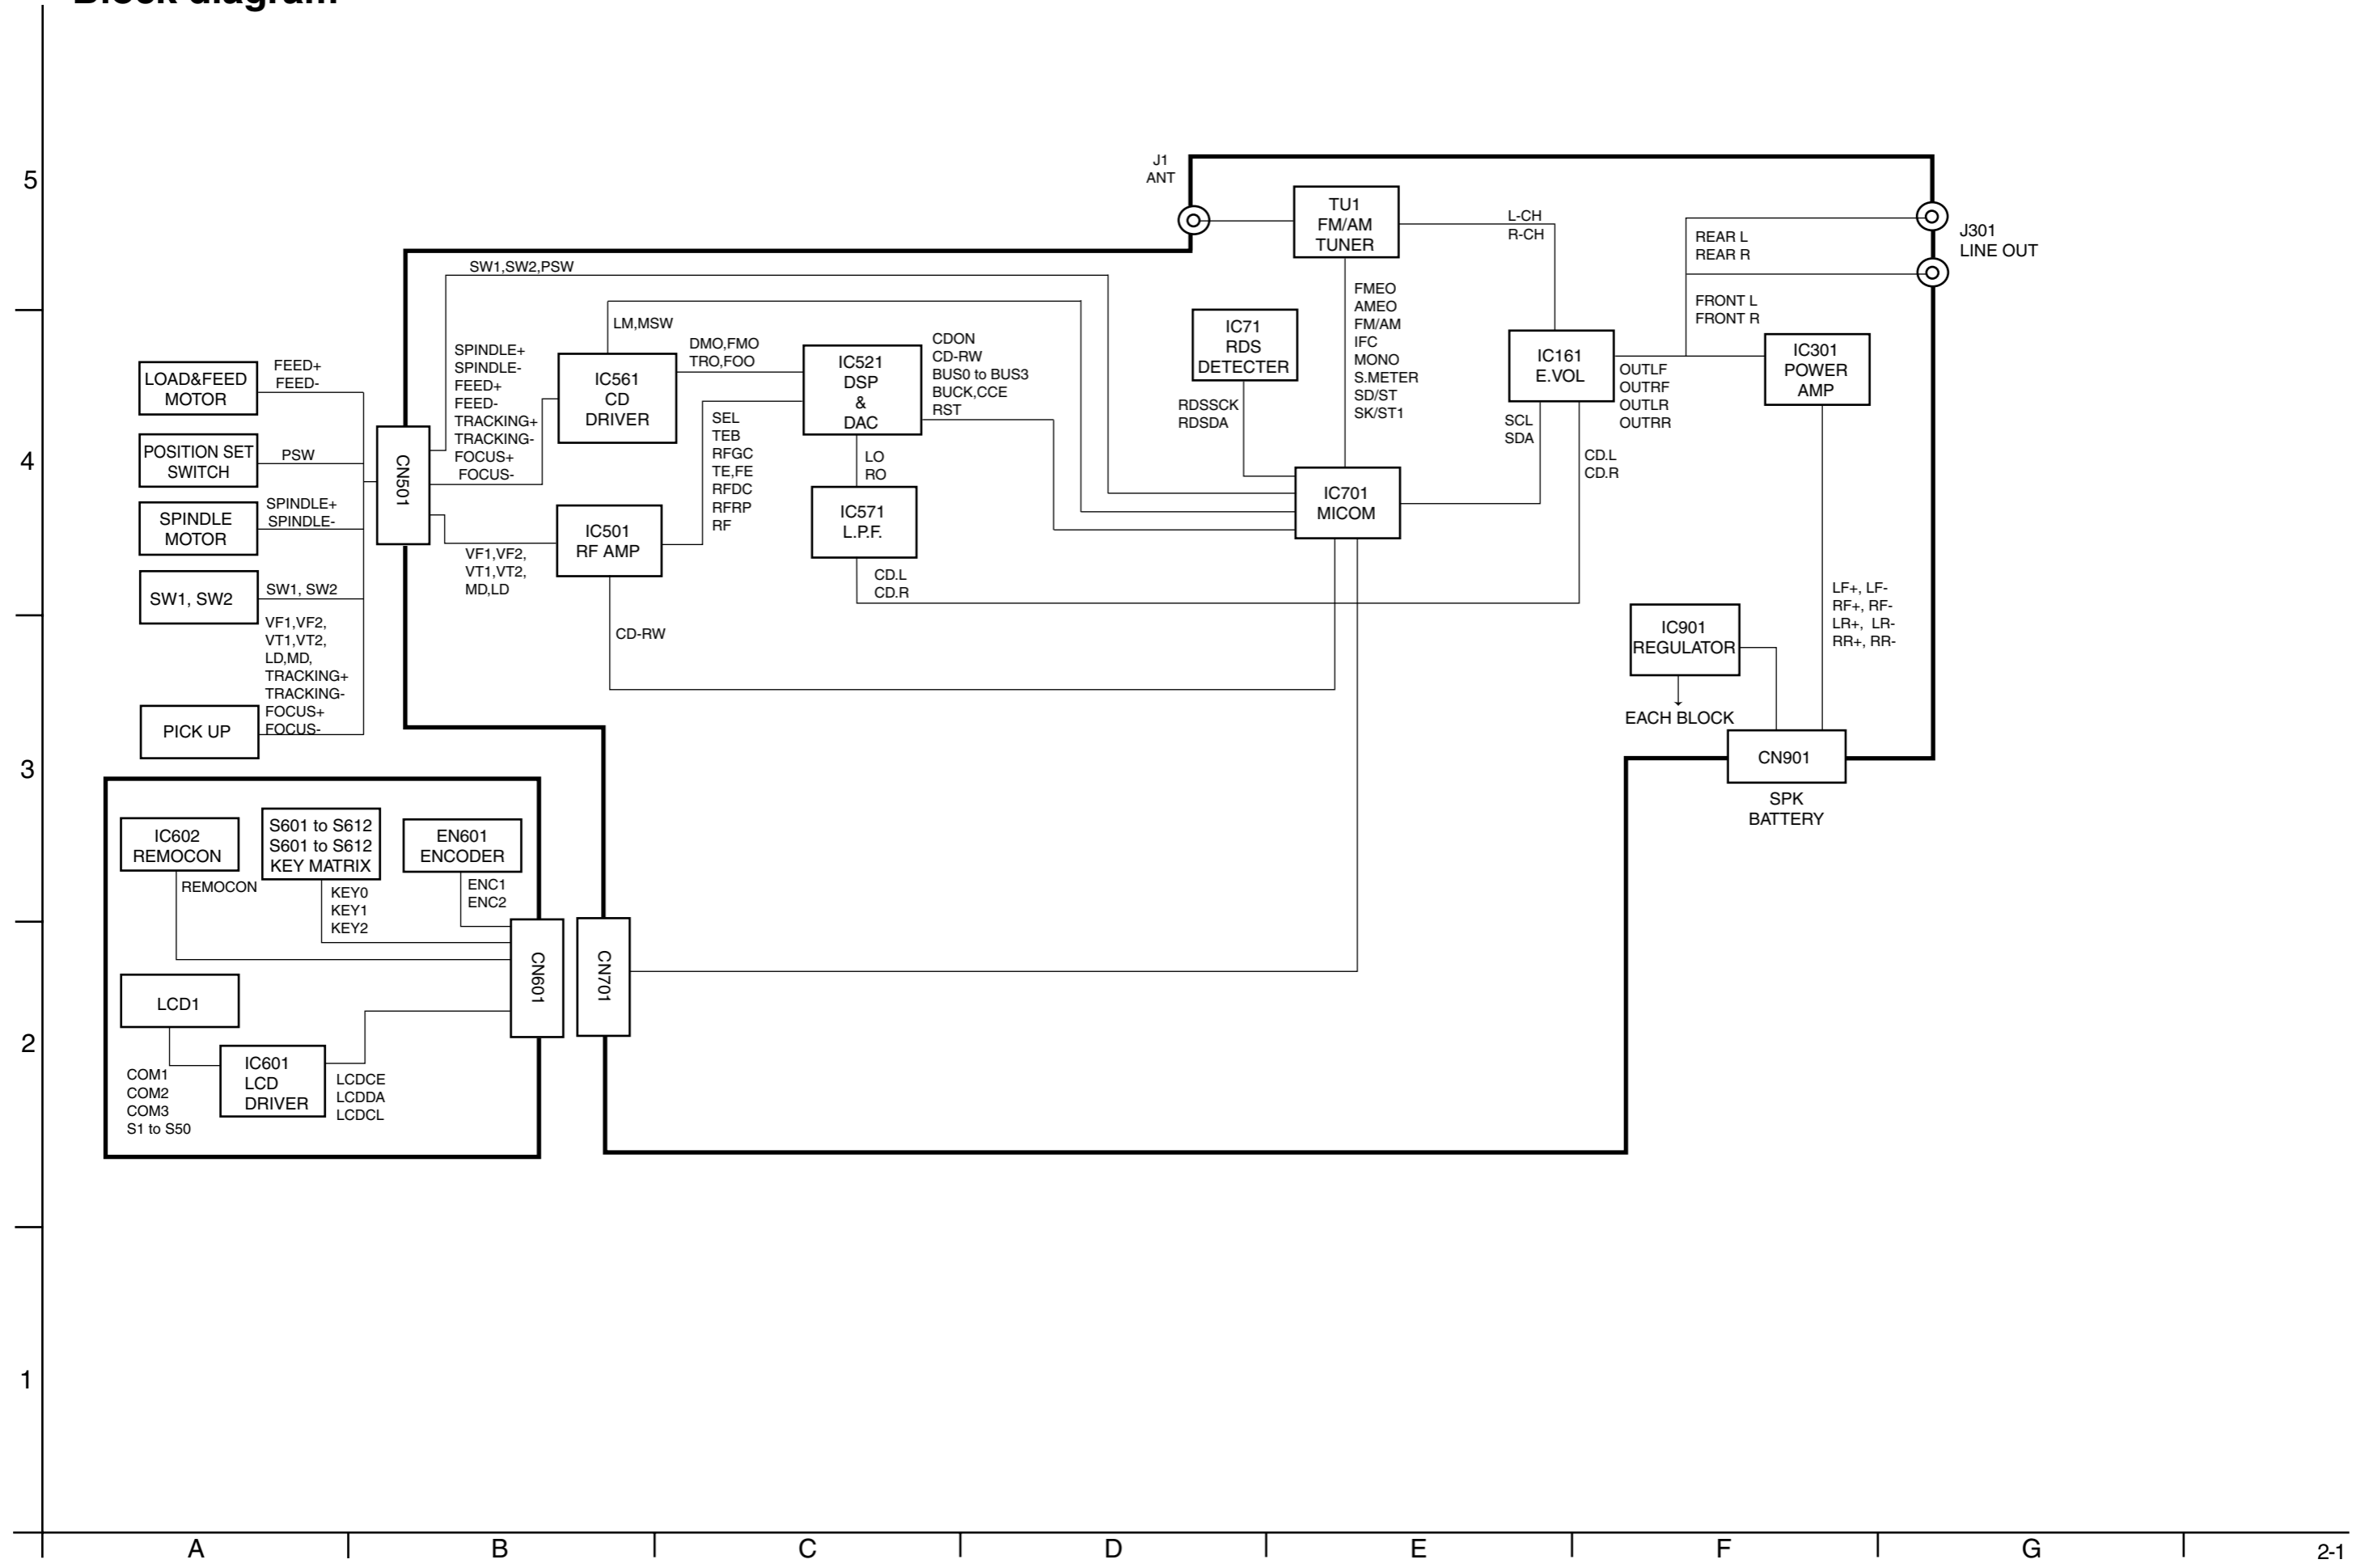 Block diagram
5
4
3
2
1
J1
ANT
TU1
FM/AM
TUNER
L-CH
R-CH
REAR L
REAR R
J301
LINE OUT
FRONT L
FRONT R
SW1,SW2,PSW
LM,MSW
FMEO
AMEO
FM/AM
IFC
MONO
S.METER
SD/ST
SK/ST1
IC71
RDS
DETECTER
RDSSCK
RDSDA
IC161
E.VOL
OUTLF
OUTRF
OUTLR
OUTRR
IC301
POWER
AMP
SCL
SDA
CD.L
CD.R
LOAD&FEED
MOTOR
FEED+
FEED-
POSITION SET
SWITCH
PSW
SPINDLE
MOTOR
SPINDLE+
SPINDLE-
SW1, SW2
SW1, SW2
VF1,VF2,
VT1,VT2,
LD,MD,
TRACKING+
TRACKING-
FOCUS+
FOCUS-
PICK UP
CN501
SPINDLE+
SPINDLE-
FEED+
FEED-
TRACKING+
TRACKING-
FOCUS+
FOCUS-
IC561
CD
DRIVER
DMO,FMO
TRO,FOO
IC521
DSP
&
DAC
CDON
CD-RW
BUS0 to BUS3
BUCK,CCE
RST
SEL
TEB
RFGC
TE,FE
RFDC
RFRP
RF
LO
RO
IC571
L.P.F.
CD.L
CD.R
IC501
RF AMP
VF1,VF2,
VT1,VT2,
MD,LD
CD-RW
IC701
MICOM
LF+, LF-
RF+, RF-
LR+, LR-
RR+, RR-
IC901
REGULATOR
EACH BLOCK
CN901
SPK
BATTERY
IC602
REMOCON
REMOCON
S601 to S612
S601 to S612
KEY MATRIX
KEY0
KEY1
KEY2
EN601
ENCODER
ENC1
ENC2
CN601
CN701
LCD1
IC601
LCD
DRIVER
COM1
COM2
COM3
S1 to S50
LCDCE
LCDDA
LCDCL
A
B
C
D
E
F
G
2-1